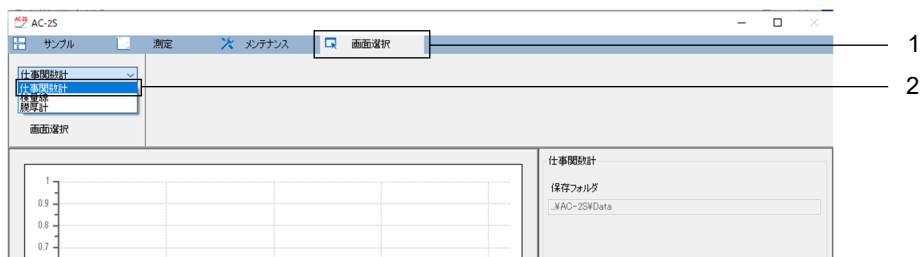 AC-2S AC-2S
サンプル 測定 メンテナンス 画面選択 1
仕事関数計
仕事関数計 2
検量線
膜厚計
画面選択
仕事関数計
保存フォルダ
..¥AC-2S¥Data
1
0.9
0.8
0.7